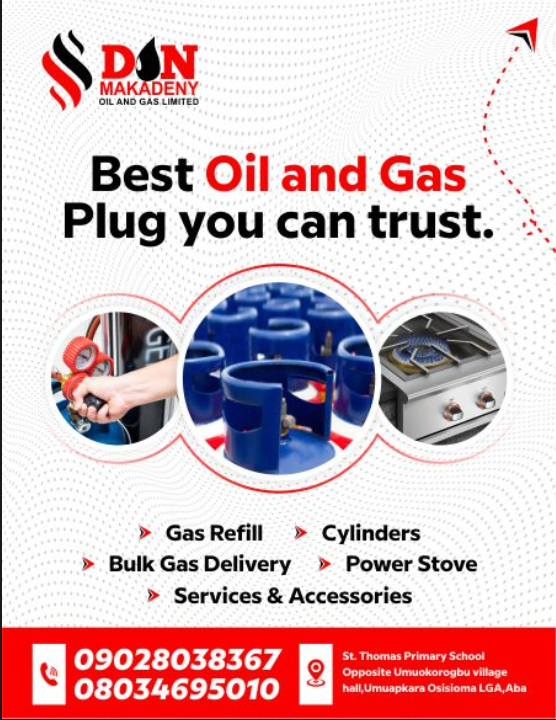 DON
MAKADENY
OIL AND GAS LIMITED
Best Oil and Gas
Plug you can trust.
Gas Refill Cylinders
Bulk Gas Delivery Power Stove
Services & Accessories
09028038367
08034695010
St. Thomas Primary School
Opposite Umuokorogbu village
hall,Umuapkara Osisioma LGA,Aba